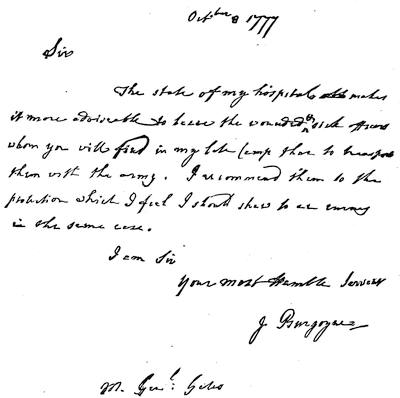 Octber 8 1777
Sir
The state of my hospital makes
it more adviseable to leave the wounded & sick officers
whom you will find in my late Camp than to transport
them with the army. I recommend them to the
protection which I feel I should shew to an enemy
in the same case.
I am Sir
Your most humble Servant
J Burgoyne
M. Genl: Gates